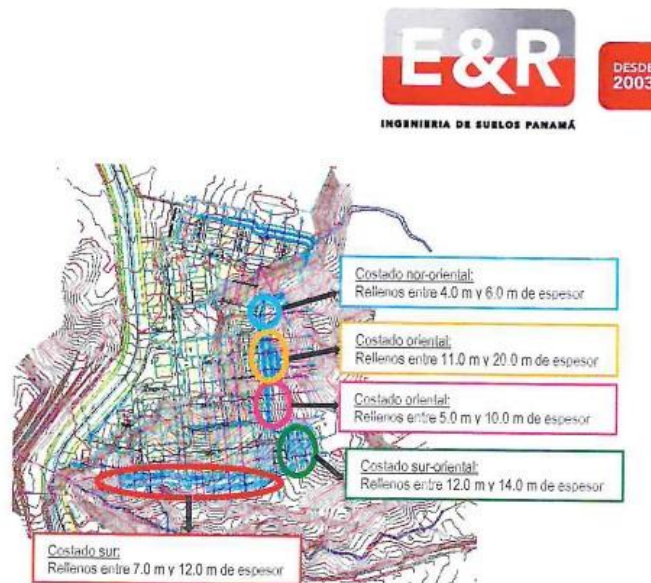 E&R
DESDE
2003
INGENIERIA DE SUELOS PANAMÁ
Costado nor-oriental:
Rellenos entre 4.0 m y 6.0 m de espesor
Costado oriental:
Rellenos entre 11.0 m y 20.0 m de espesor
Costado oriental:
Rellenos entre 5.0 m y 10.0 m de espesor
Costado sur-oriental:
Rellenos entre 12.0 m y 14.0 m de espesor
Costado sur:
Rellenos entre 7.0 m y 12.0 m de espesor